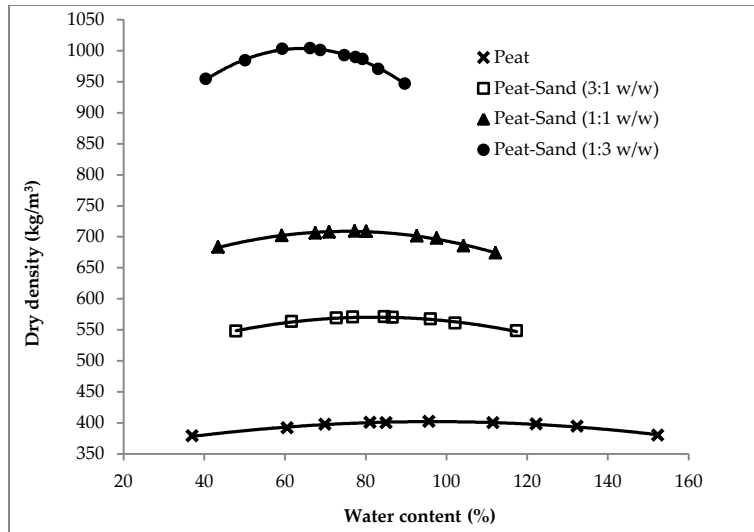 1050
1000
950
900
850
800
750
700
650
600
550
500
450
400
350
Dry density (kg/m³)
Peat
Peat-Sand (3:1 w/w)
Peat-Sand (1:1 w/w)
Peat-Sand (1:3 w/w)
20 40 60 80 100 120 140 160
Water content (%)